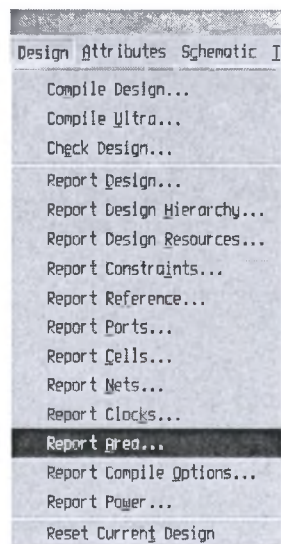 Design Attributes Schematic
Compile Design...
Compile Ultra...
Check Design...
Report Design...
Report Design Hierarchy...
Report Design Resources...
Report Constraints...
Report Reference...
Report Ports...
Report Cells...
Report Nets...
Report Clocks...
Report Area...
Report Compile Options...
Report Power...
Reset Current Design